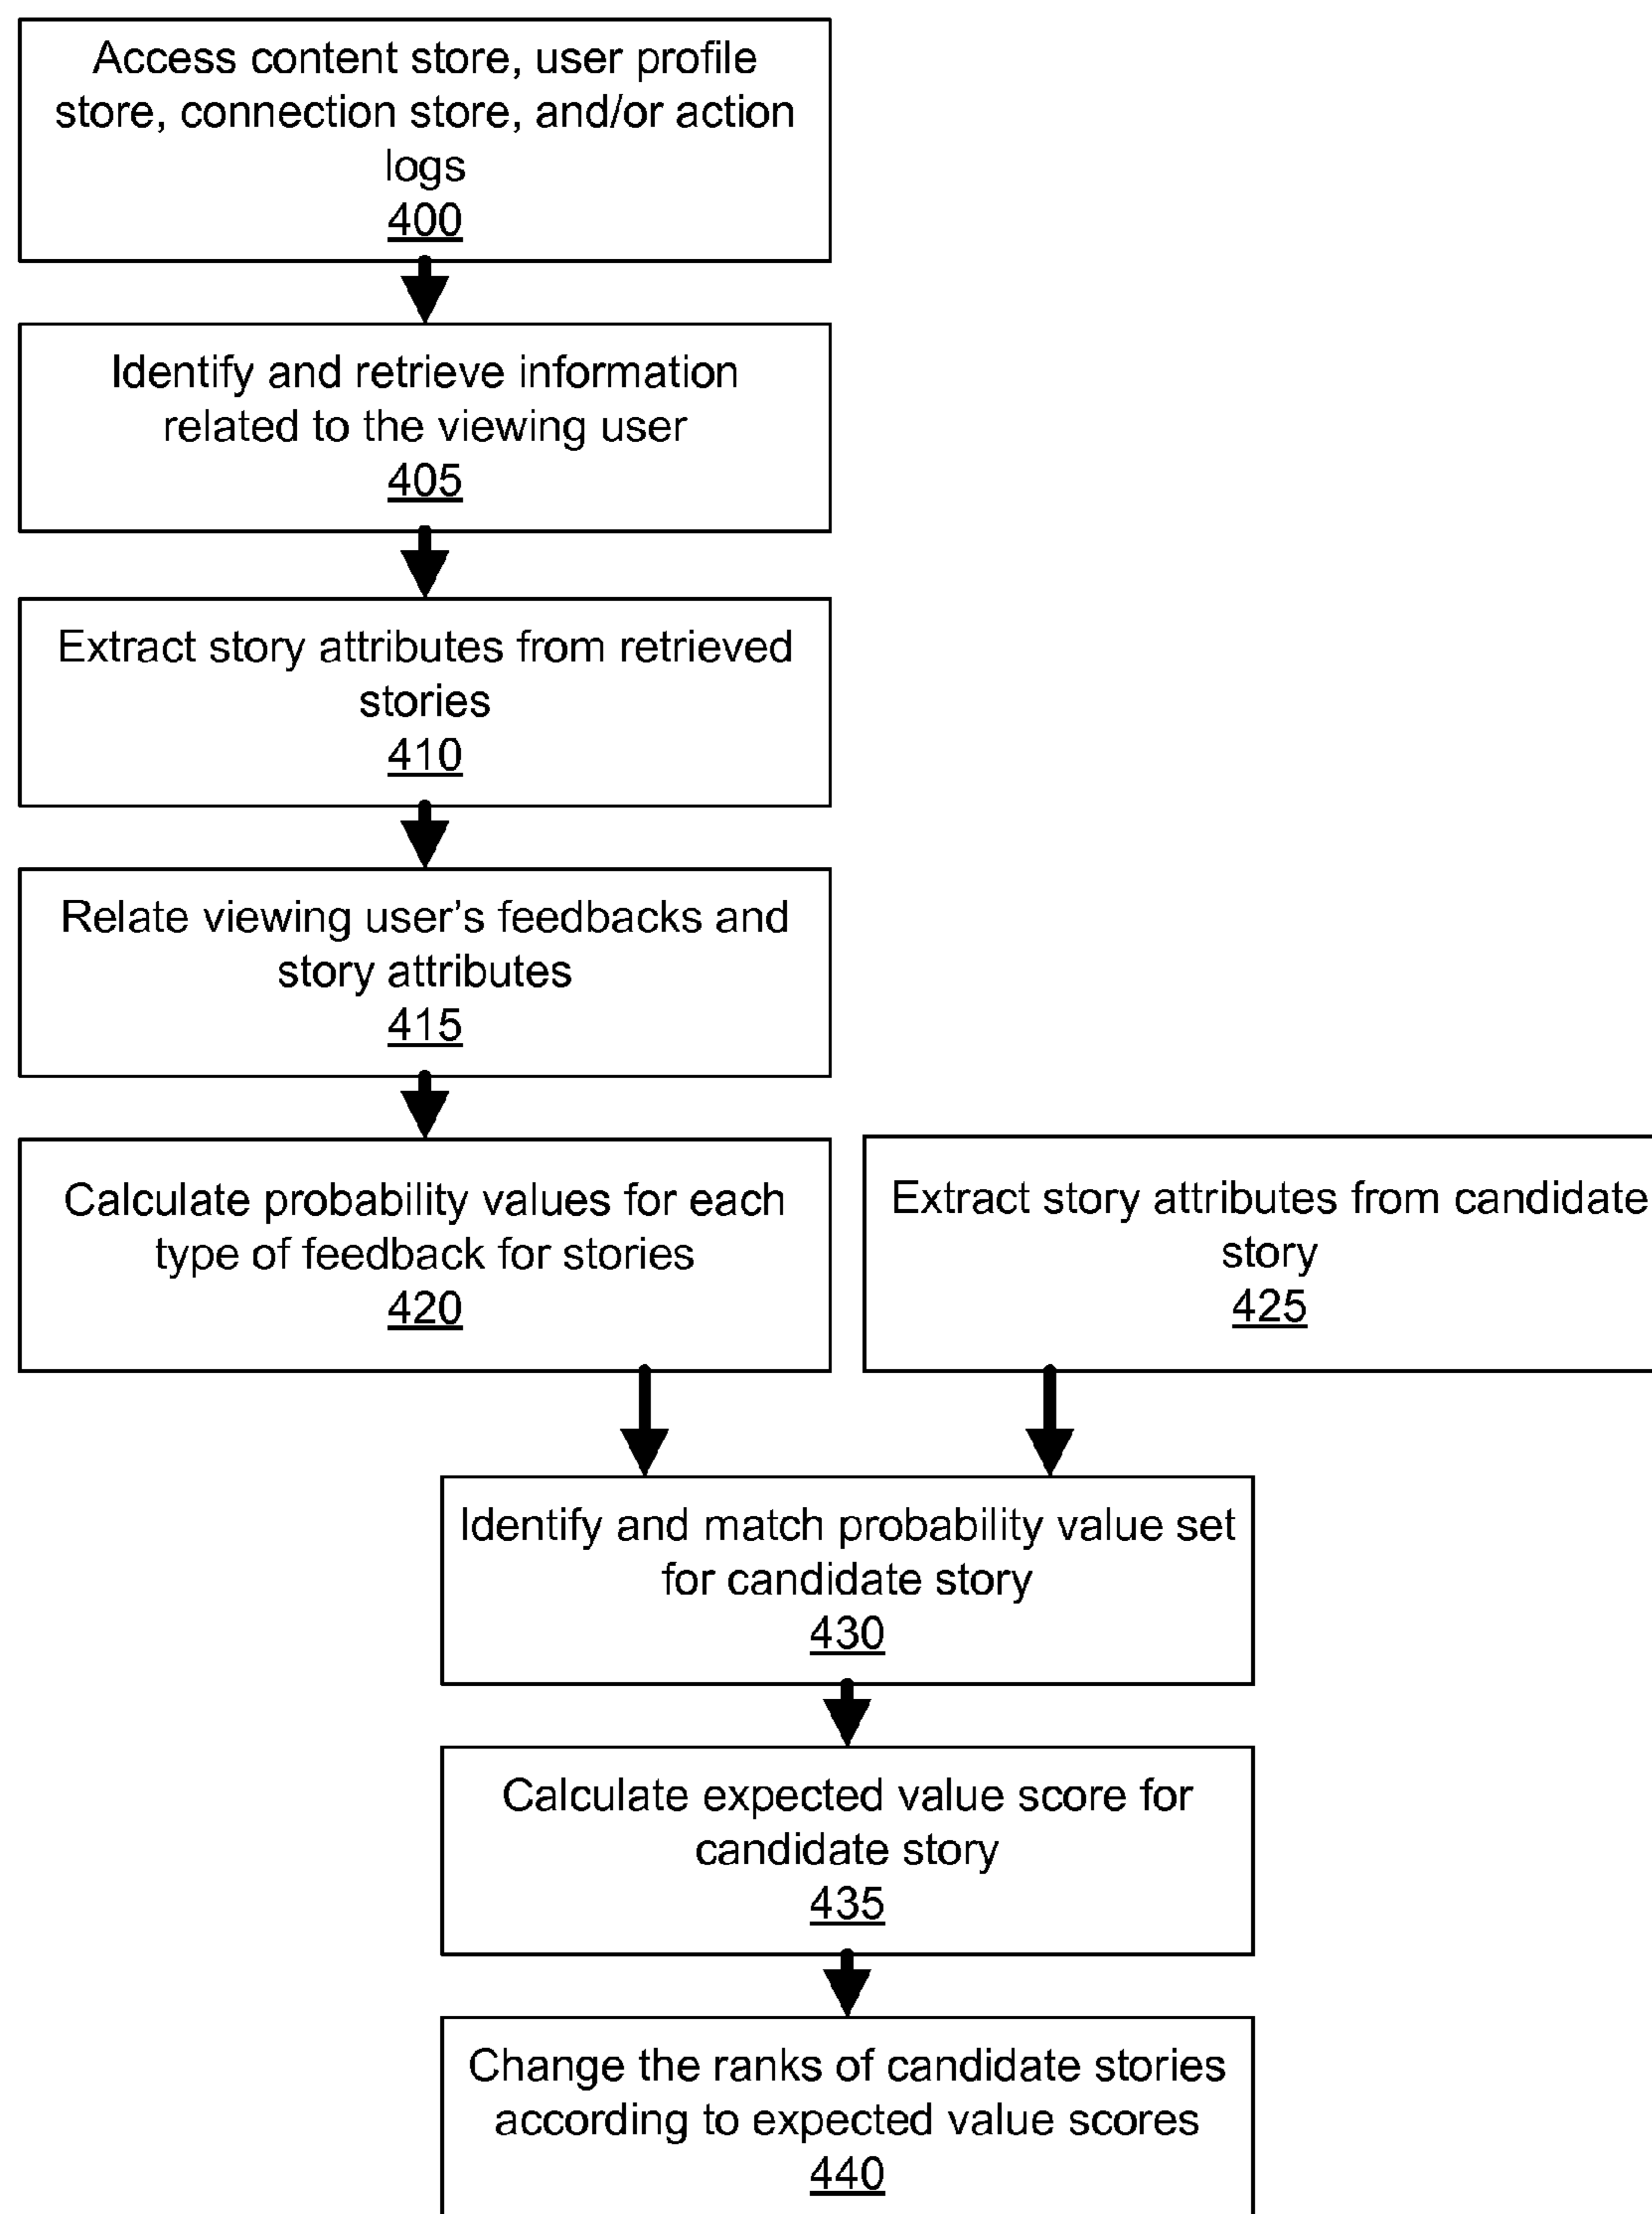 Access content store, user profile
store, connection store, and/or action
logs
400
Identify and retrieve information
related to the viewing user
405
Extract story attributes from retrieved
stories
410
Relate viewing user's feedbacks and
story attributes
415
Calculate probability values for each
type of feedback for stories
420
Extract story attributes from candidate
story
425
Identify and match probability value set
for candidate story
430
Calculate expected value score for
candidate story
435
Change the ranks of candidate stories
according to expected value scores
440